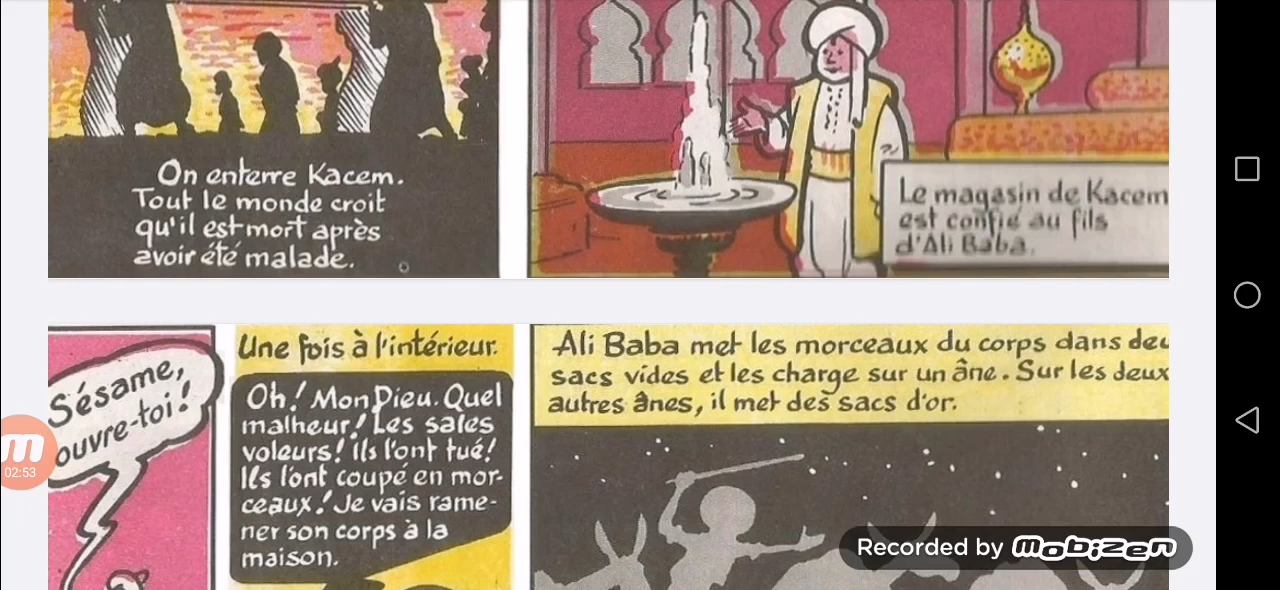 On enterre Kacem.
Tout le monde croit
qu'il est mort après
avoir été malade.
Le magasin de Kacem
est confié au fils
d'Ali Baba.
Sésame,
ouvre-toi!
Une fois à l'intérieur.
Oh! Mon Dieu. Quel
malheur! Les sales
voleurs! Ils l'ont tué!
Ils l'ont coupé en mor-
ceaux! Je vais rame-
ner son corps à la
maison.
Ali Baba met les morceaux du corps dans
sacs vides et les charge sur un âne. Sur les deux
autres ânes, il met des sacs d'or.
02:53
Recorded by mobizen